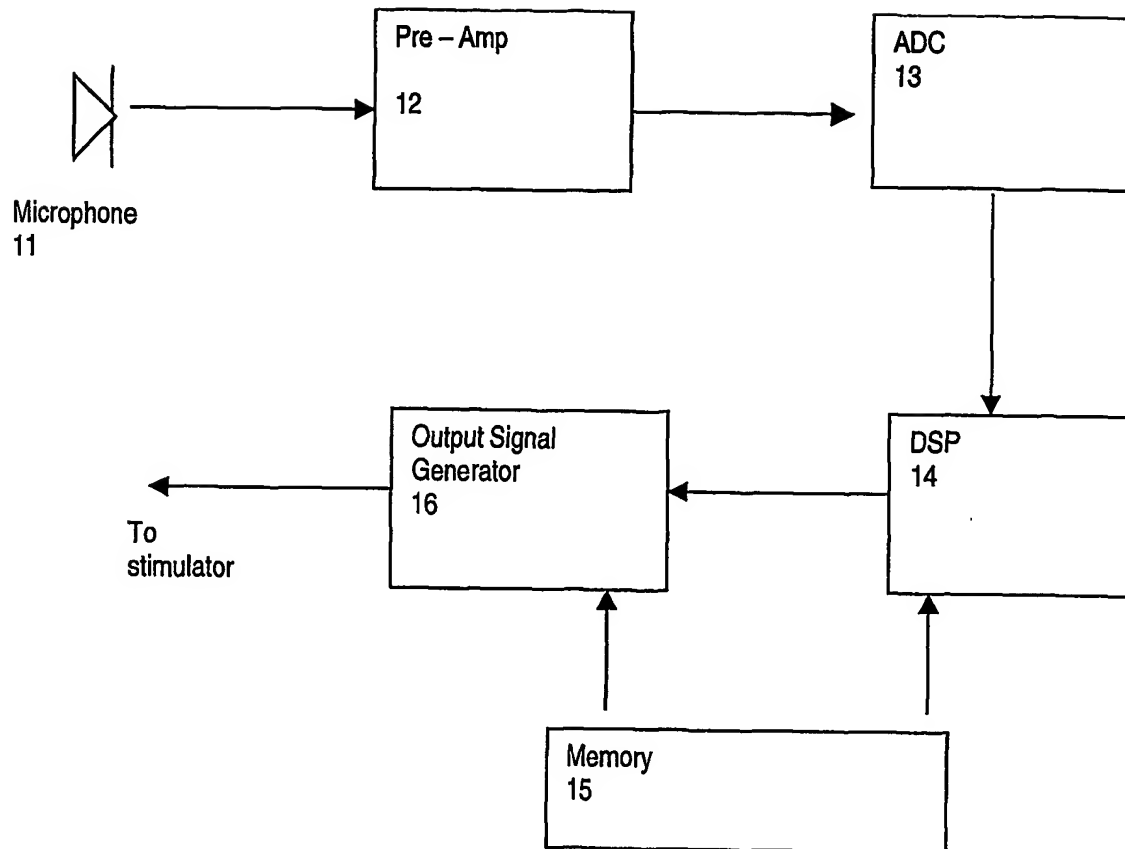 Pre – Amp
12
ADC
13
Microphone
11
Output Signal
Generator
16
DSP
14
To
stimulator
Memory
15